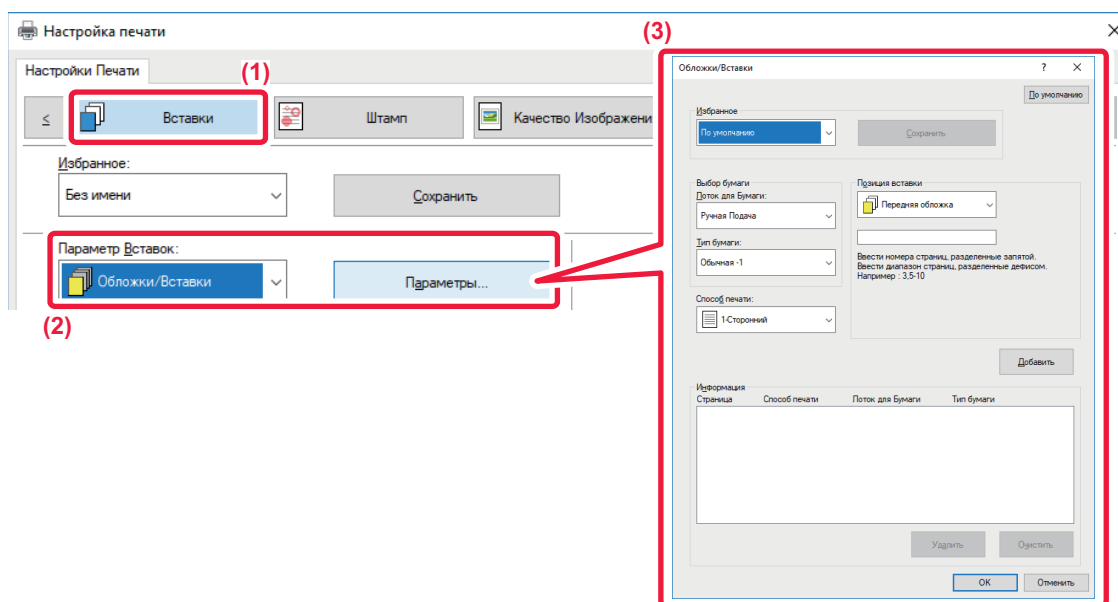 Настройка печати
(3)
Настройки Печати
(1)
<
Вставки
Штамп
Качество Изображени
Избранное:
Без имени
Сохранить
Параметр Вставок:
Обложки/Вставки
Параметры...
(2)
Обложки/Вставки
?
По умолчанию
Избранное
По умолчанию
Сохранить
Выбор бумаги
Поток для Бумаги:
Ручная Подача
Тип бумаги:
Обычная -1
Способ печати:
1-Сторонний
Позиция вставки
Передняя обложка
Ввести номера страниц, разделенные запятой.
Ввести диапазон страниц, разделенные дефисом.
Например : 3,5-10
Добавить
Информация
Страница Способ печати Поток для Бумаги Тип бумаги
Удалить
Очистить
OK
Отменить